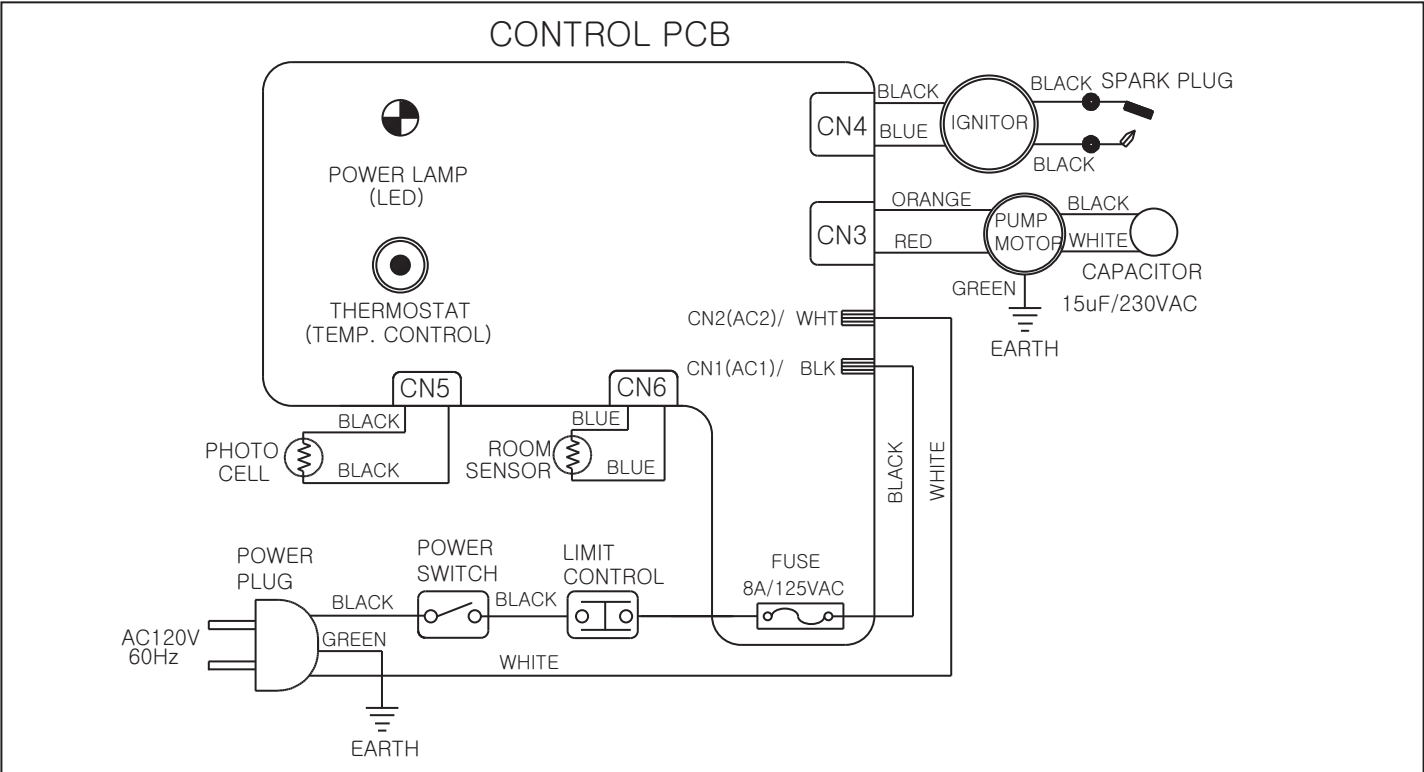 CONTROL PCB
POWER LAMP
(LED)
THERMOSTAT
(TEMP. CONTROL)
CN4
BLACK
BLUE
IGNITOR
BLACK
SPARK PLUG
BLACK
CN3
ORANGE
RED
PUMP
MOTOR
BLACK
WHITE
CAPACITOR
15uF/230VAC
GREEN
EARTH
CN2(AC2)/ WHT
CN1(AC1)/ BLK
CN5
CN6
BLACK
PHOTO
CELL
BLACK
BLUE
ROOM
SENSOR
BLUE
BLACK
WHITE
POWER
PLUG
AC120V
60Hz
BLACK
POWER
SWITCH
BLACK
LIMIT
CONTROL
FUSE
8A/125VAC
GREEN
WHITE
EARTH